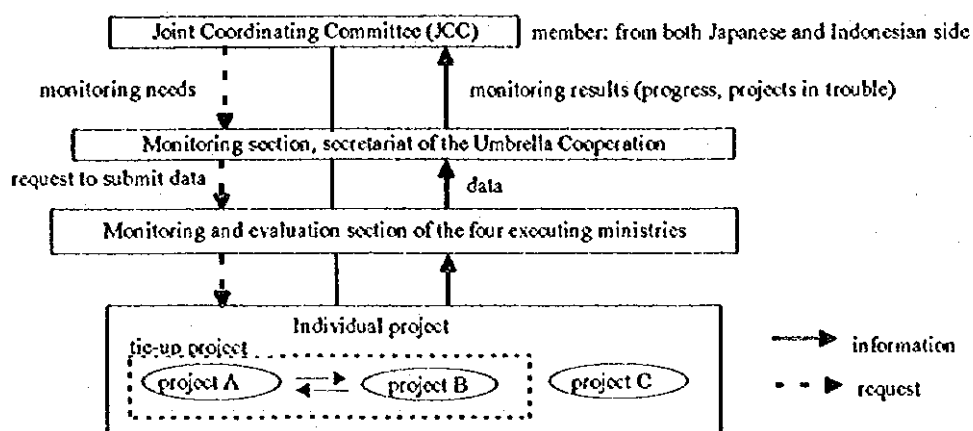 Joint Coordinating Committee (JCC) member: from both Japanese and Indonesian side
monitoring needs monitoring results (progress, projects in trouble)
Monitoring section, secretariat of the Umbrella Cooperation
request to submit data data
Monitoring and evaluation section of the four executing ministries
Individual project
tie-up project
project A project B project C
information
request